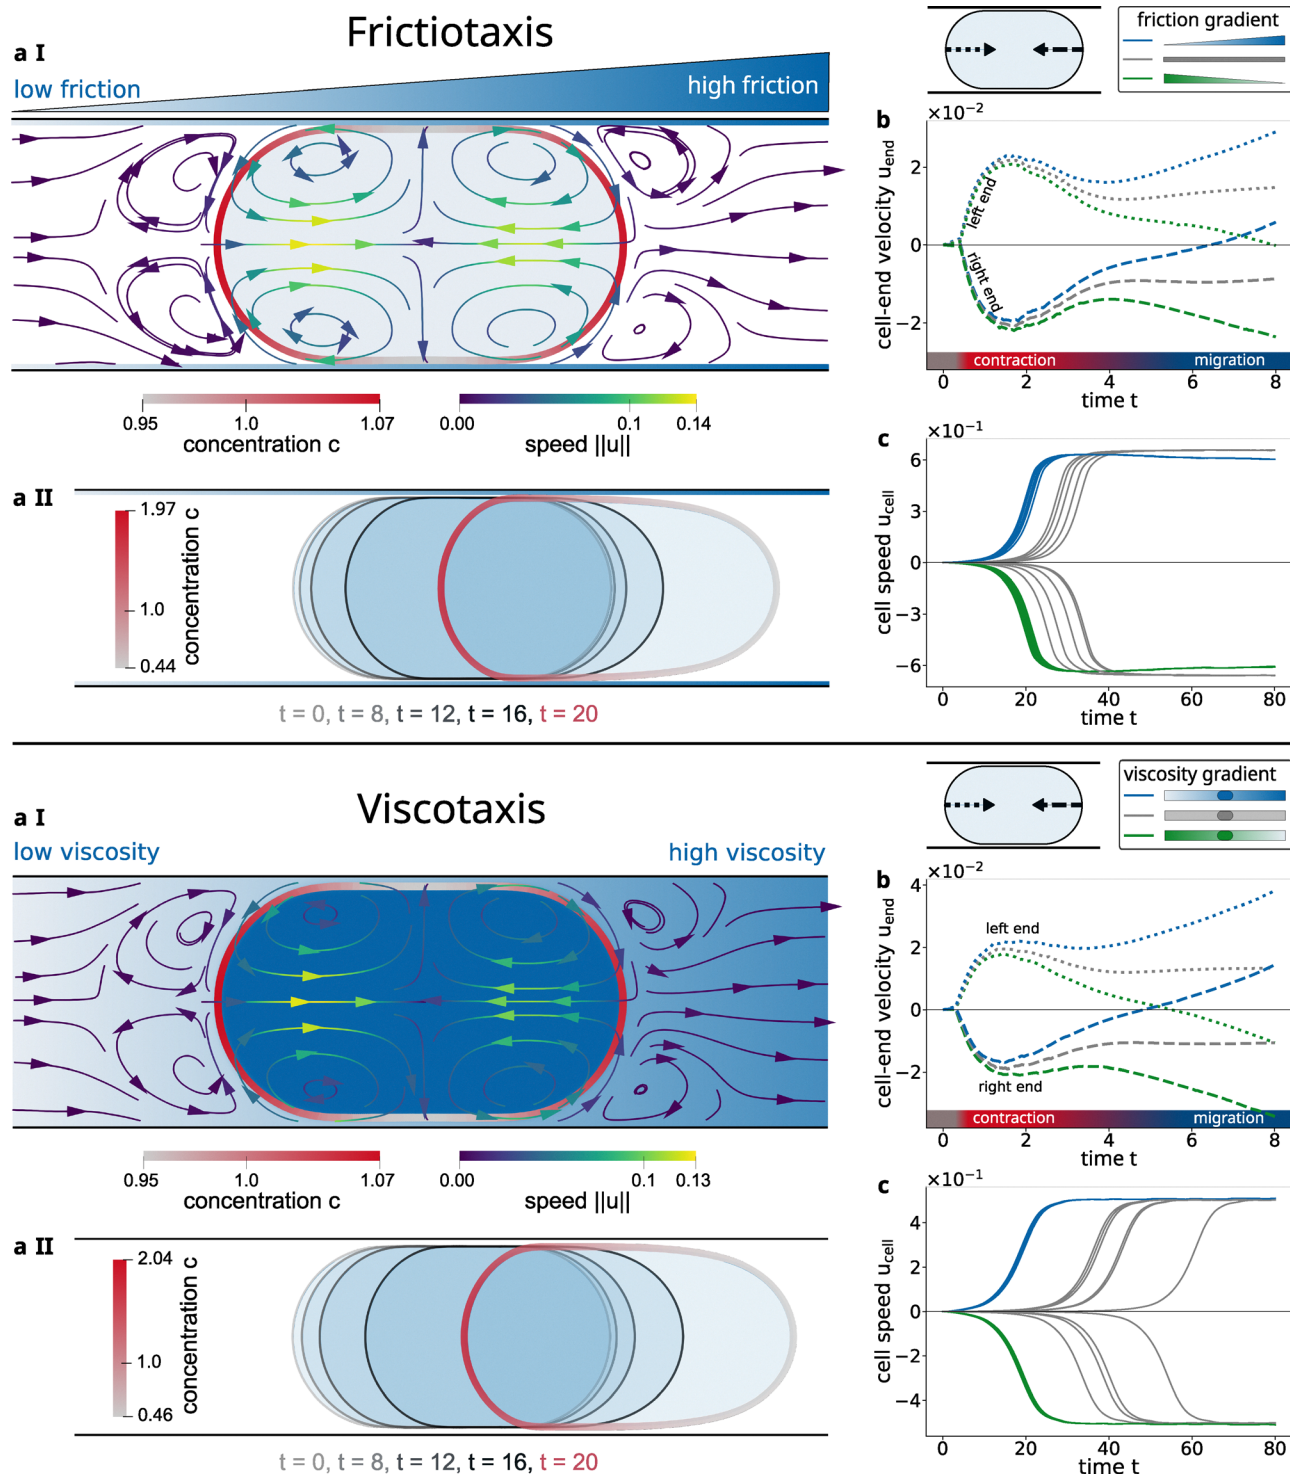 Frictiotaxis
a I
low friction
high friction
0.95
1.0
1.07
concentration c
0.00
0.1
0.14
speed ||u||
a II
1.97
1.0
0.44
concentration c
t = 0, t = 8, t = 12, t = 16, t = 20
friction gradient
b
×10⁻²
2
0
−2
cell-end velocity u_end
left end
right end
contraction
migration
0 2 4 6 8
time t
c
×10⁻¹
6
3
0
−3
−6
cell speed u_cell
0 20 40 60 80
time t
Viscotaxis
a I
low viscosity
high viscosity
0.95
1.0
1.07
concentration c
0.00
0.1
0.13
speed ||u||
a II
2.04
1.0
0.46
concentration c
t = 0, t = 8, t = 12, t = 16, t = 20
viscosity gradient
b
×10⁻²
4
2
0
−2
cell-end velocity u_end
left end
right end
contraction
migration
0 2 4 6 8
time t
c
×10⁻¹
4
2
0
−2
−4
cell speed u_cell
0 20 40 60 80
time t